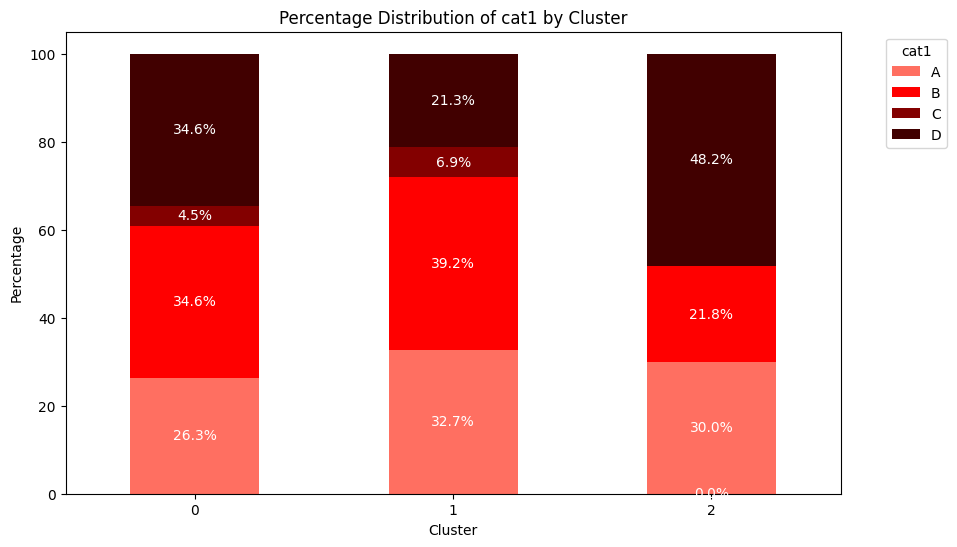 Percentage Distribution of cat1 by Cluster
cat1
A
B
C
D
Percentage
100
80
60
40
20
0
34.6%
4.5%
34.6%
26.3%
21.3%
6.9%
39.2%
32.7%
48.2%
21.8%
30.0%
0.0%
0
1
2
Cluster